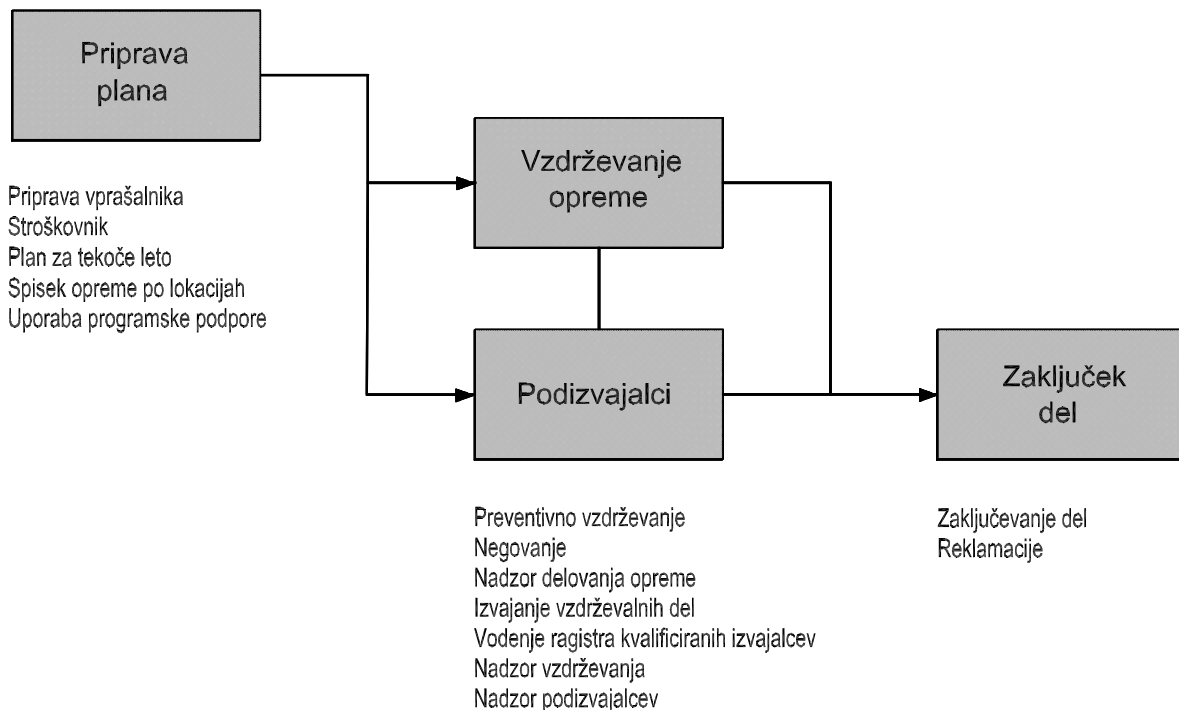 Priprava
plana
Priprava vprašalnika
Stroškovnik
Plan za tekoče leto
Spisek opreme po lokacijah
Uporaba programske podpore
Vzdrževanje
opreme
Podizvajalci
Preventivno vzdrževanje
Negovanje
Nadzor delovanja opreme
Izvajanje vzdrževalnih del
Vodenje ragistra kvalificiranih izvajalcev
Nadzor vzdrževanja
Nadzor podizvajalcev
Zaključek
del
Zaključevanje del
Reklamacije